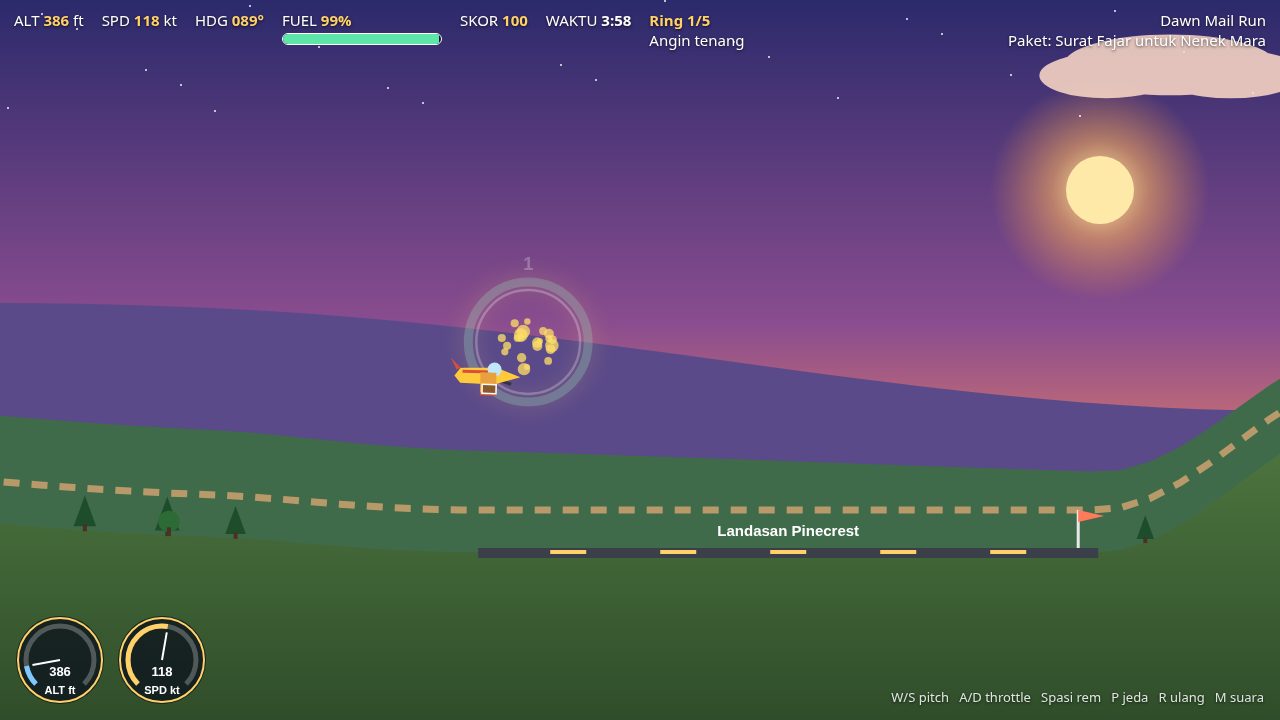 ALT 386 ft SPD 118 kt HDG 089° FUEL 99% SKOR 100 WAKTU 3:58 Ring 1/5 Dawn Mail Run
Angin tenang Paket: Surat Fajar untuk Nenek Mara
1
Landasan Pinecrest
386 118
ALT ft SPD kt
W/S pitch A/D throttle Spasi rem P jeda R ulang M suara